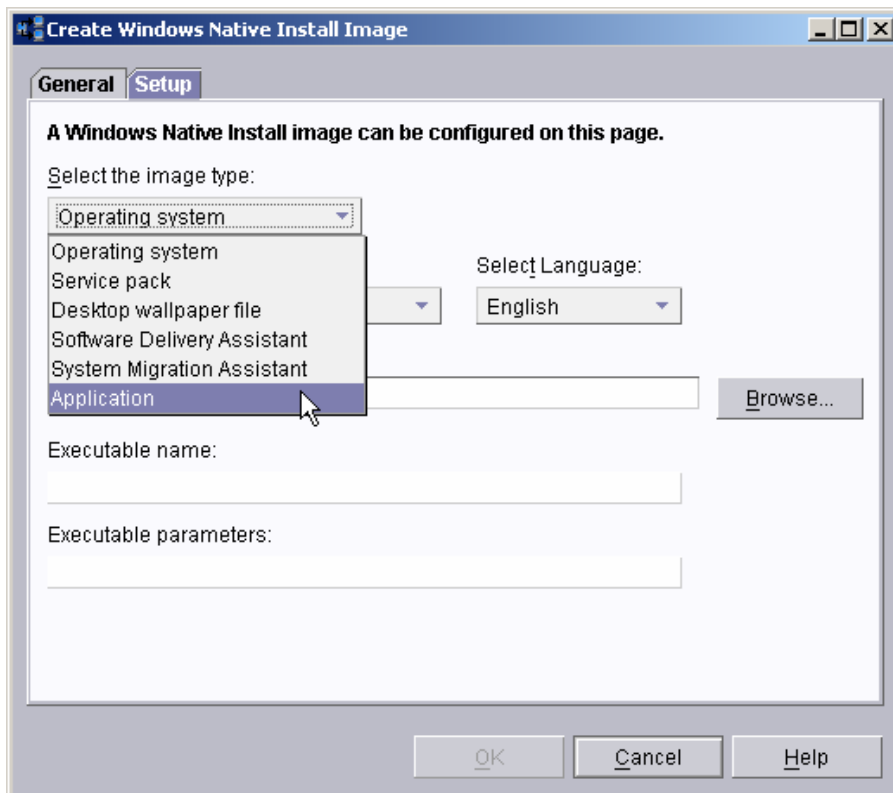 Create Windows Native Install Image
General Setup
A Windows Native Install image can be configured on this page.
Select the image type:
Operating system
Operating system
Service pack
Desktop wallpaper file
Software Delivery Assistant
System Migration Assistant
Application
Select Language:
English
Browse...
Executable name:
Executable parameters:
OK Cancel Help